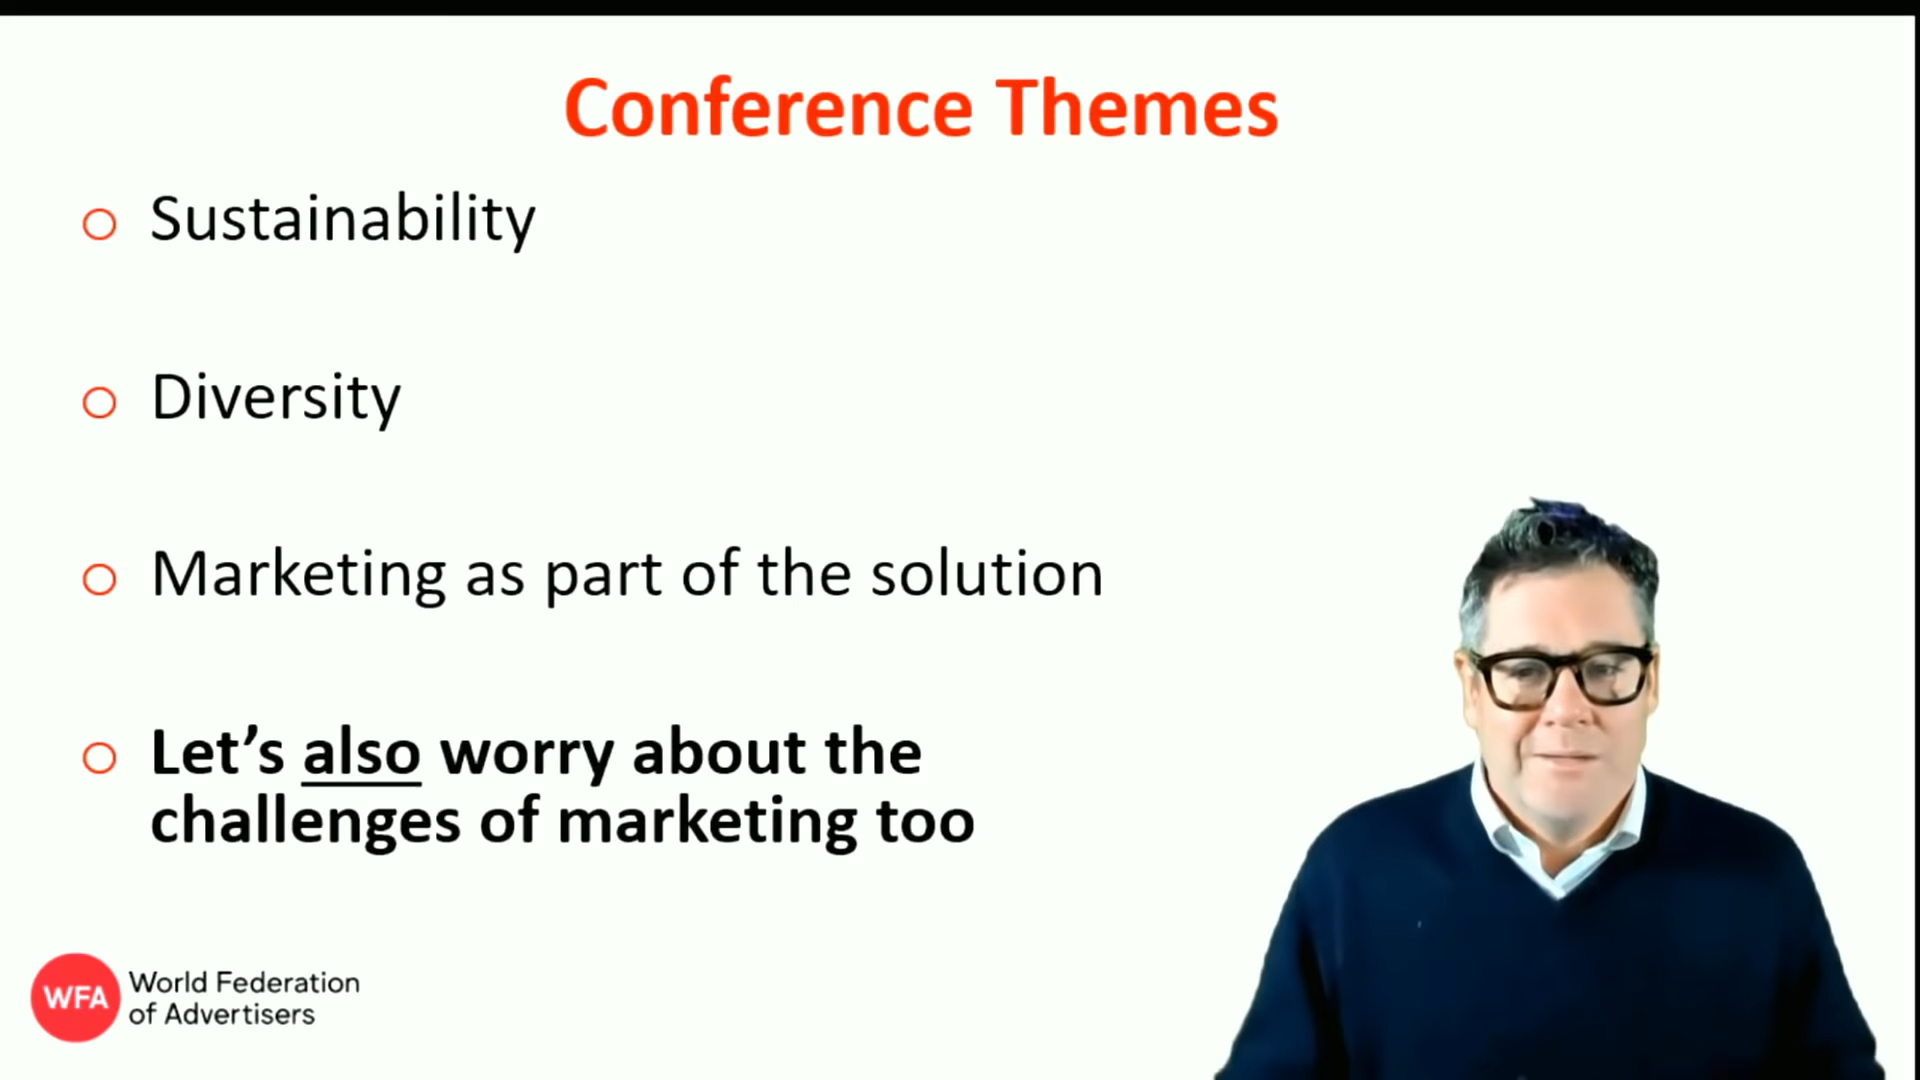 Conference Themes
Sustainability
Diversity
Marketing as part of the solution
Let’s also worry about the
challenges of marketing too
WFA
World Federation
of Advertisers